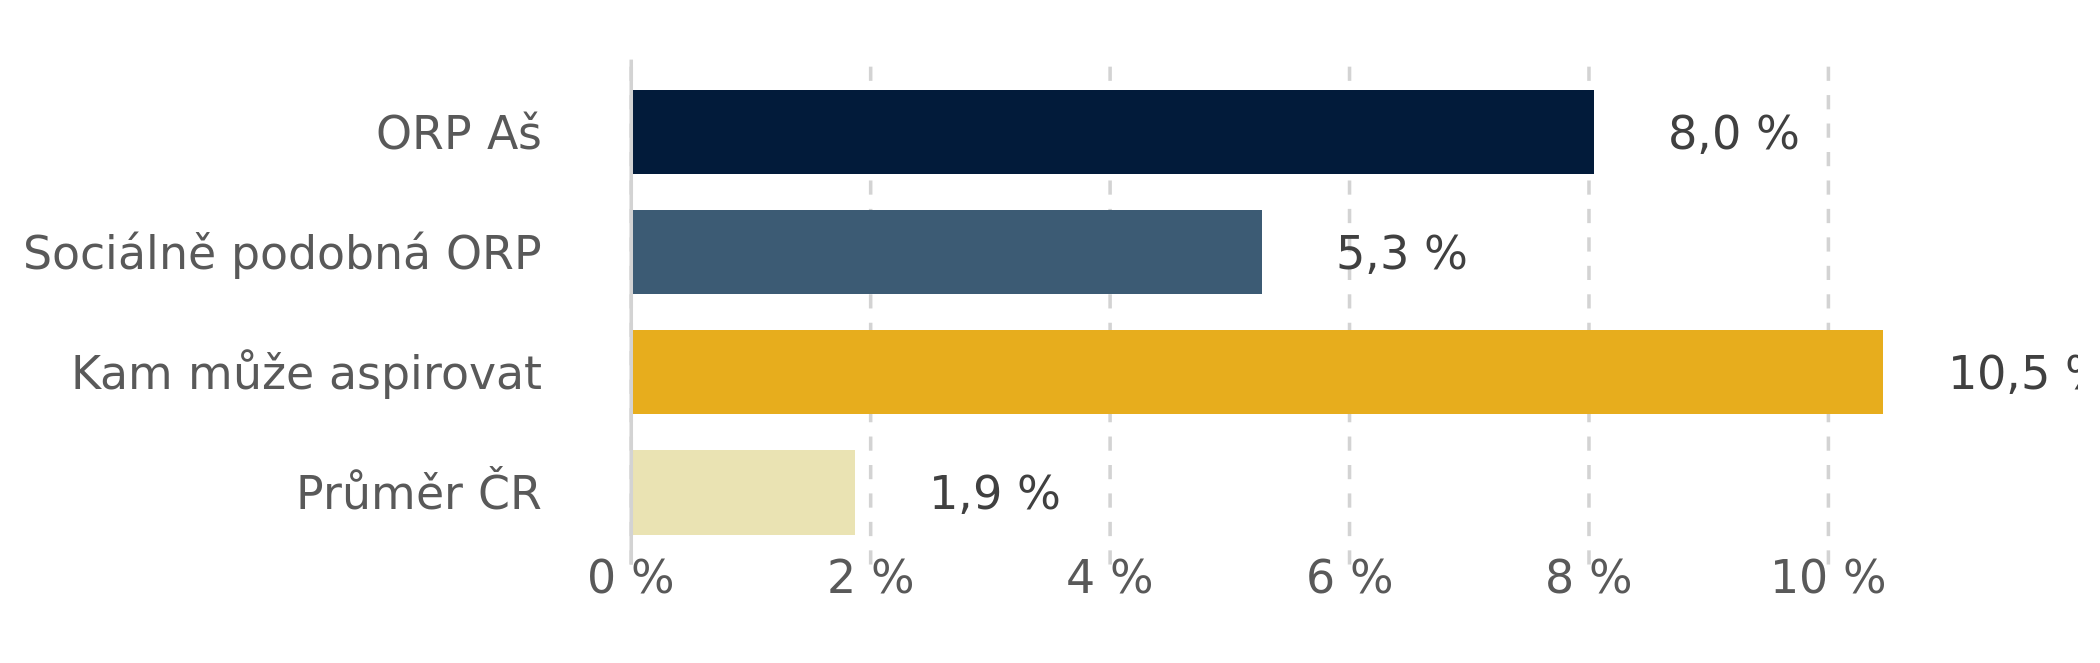 ORP Aš
8,0 %
Sociálně podobná ORP
5,3 %
Kam může aspirovat
10,5 %
Průměr ČR
1,9 %
0 %
2 %
4 %
6 %
8 %
10 %